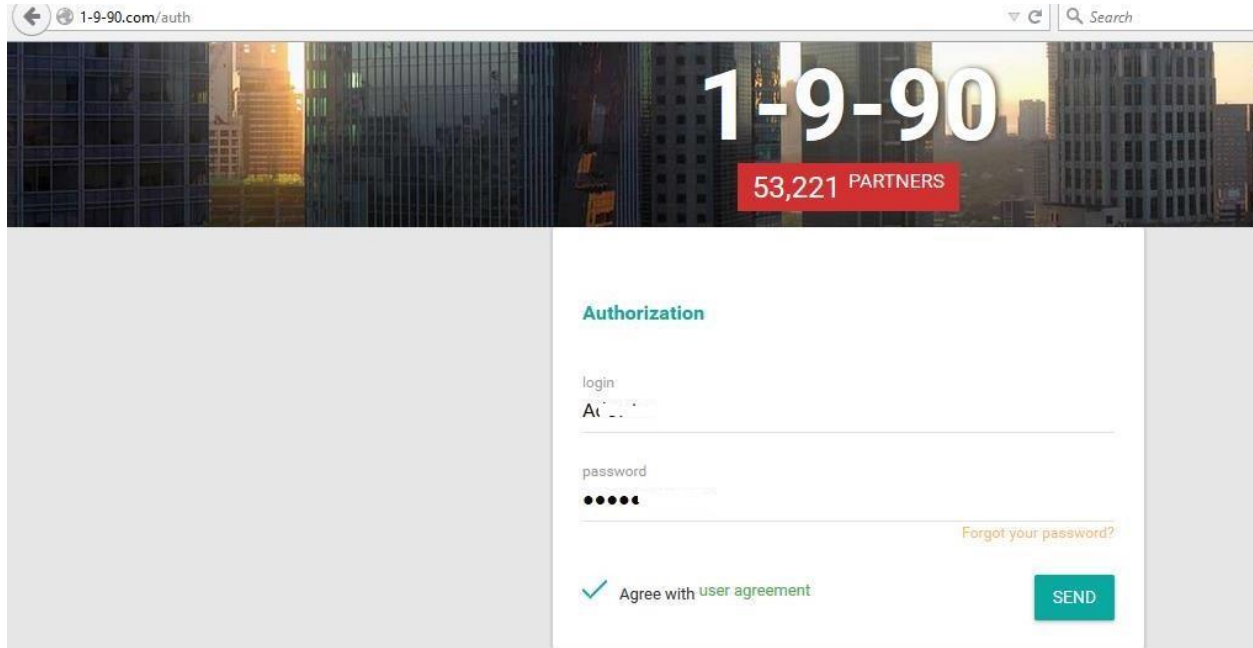 1-9-90.com/auth
Search
1-9-90
53,221 PARTNERS
Authorization
login
password
Forgot your password?
Agree with user agreement
SEND